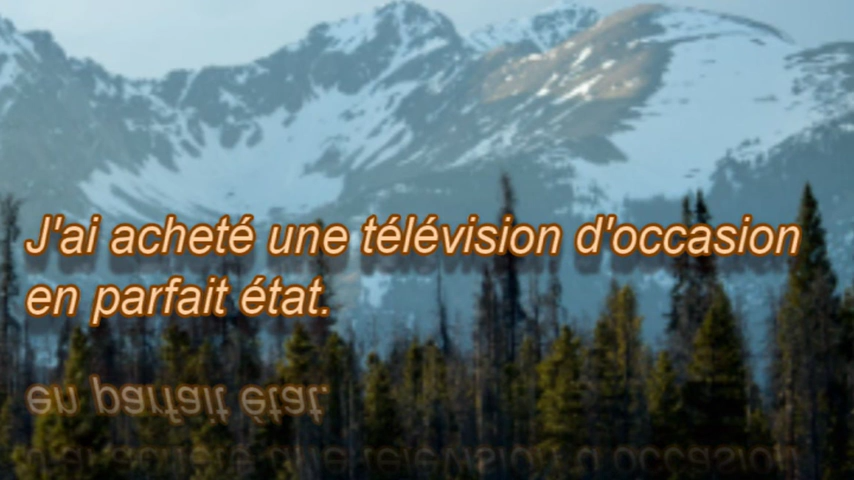 J'ai acheté une télévision d'occasion
en parfait état.